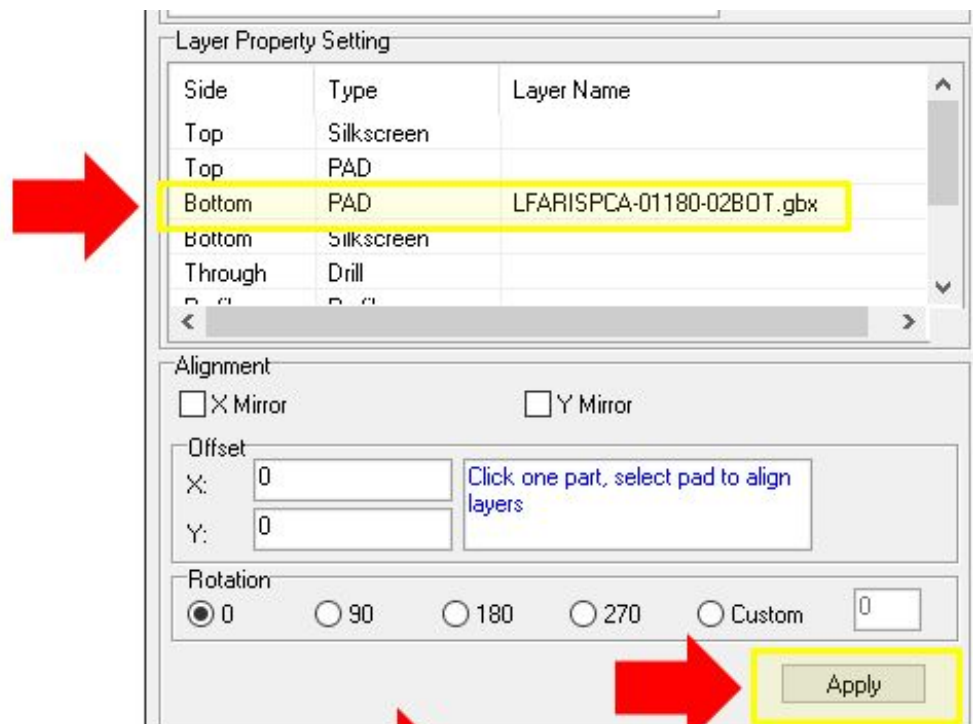 Layer Property Setting
Side Type Layer Name
Top Silkscreen
Top PAD
Bottom PAD LFARISPCA-01180-02BOT.gbx
Bottom Silkscreen
Through Drill
Alignment
X Mirror Y Mirror
Offset
X: 0
Click one part, select pad to align
layers
Y: 0
Rotation
0 90 180 270 Custom 0
Apply